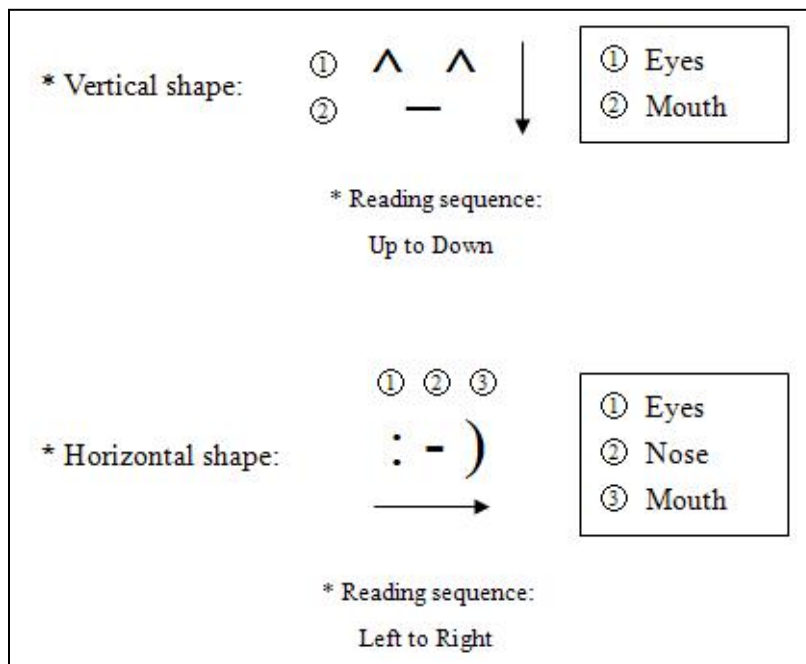 ① ^ ^ ① Eyes
* Vertical shape:
② _ ② Mouth
* Reading sequence:
Up to Down
① ② ③
① Eyes
* Horizontal shape: : - ) ② Nose
③ Mouth
* Reading sequence:
Left to Right